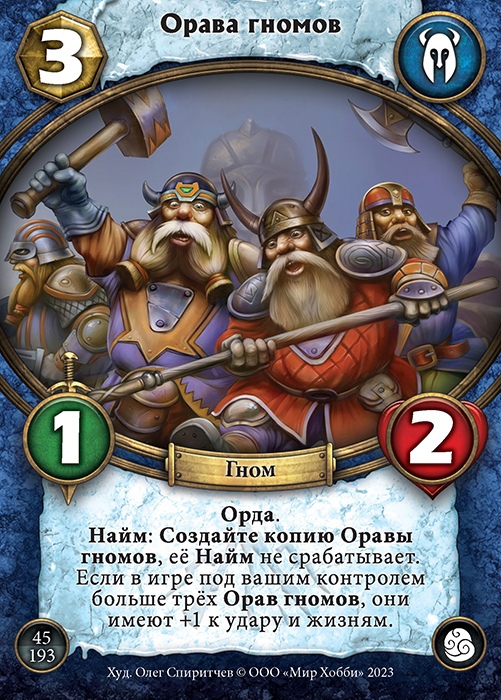 Орава гномов
3
1
2
Гном
Орда.
Найм: Создайте копию Оравы
гномов, её Найм не срабатывает.
Если в игре под вашим контролем
больше трёх Орав гномов, они
имеют +1 к удару и жизням.
45
193
Худ. Олег Спиритчев © ООО «Мир Хобби» 2023